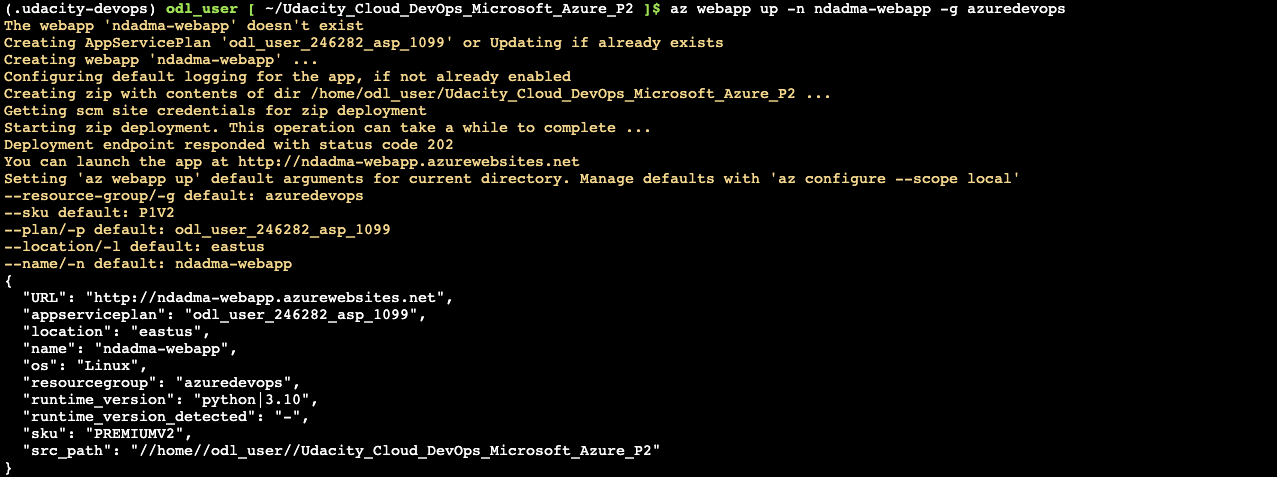 (.udacity-devops) odl_user [ ~/Udacity_Cloud_DevOps_Microsoft_Azure_P2 ]$ az webapp up -n ndadma-webapp -g azuredevops
The webapp 'ndadma-webapp' doesn't exist
Creating AppServicePlan 'odl_user_246282_asp_1099' or Updating if already exists
Creating webapp 'ndadma-webapp' ...
Configuring default logging for the app, if not already enabled
Creating zip with contents of dir /home/odl_user/Udacity_Cloud_DevOps_Microsoft_Azure_P2 ...
Getting scm site credentials for zip deployment
Starting zip deployment. This operation can take a while to complete ...
Deployment endpoint responded with status code 202
You can launch the app at http://ndadma-webapp.azurewebsites.net
Setting 'az webapp up' default arguments for current directory. Manage defaults with 'az configure --scope local'
--resource-group/-g default: azuredevops
--sku default: P1V2
--plan/-p default: odl_user_246282_asp_1099
--location/-l default: eastus
--name/-n default: ndadma-webapp
{
  "URL": "http://ndadma-webapp.azurewebsites.net",
  "appserviceplan": "odl_user_246282_asp_1099",
  "location": "eastus",
  "name": "ndadma-webapp",
  "os": "Linux",
  "resourcegroup": "azuredevops",
  "runtime_version": "python|3.10",
  "runtime_version_detected": "-",
  "sku": "PREMIUMV2",
  "src_path": "//home//odl_user//Udacity_Cloud_DevOps_Microsoft_Azure_P2"
}